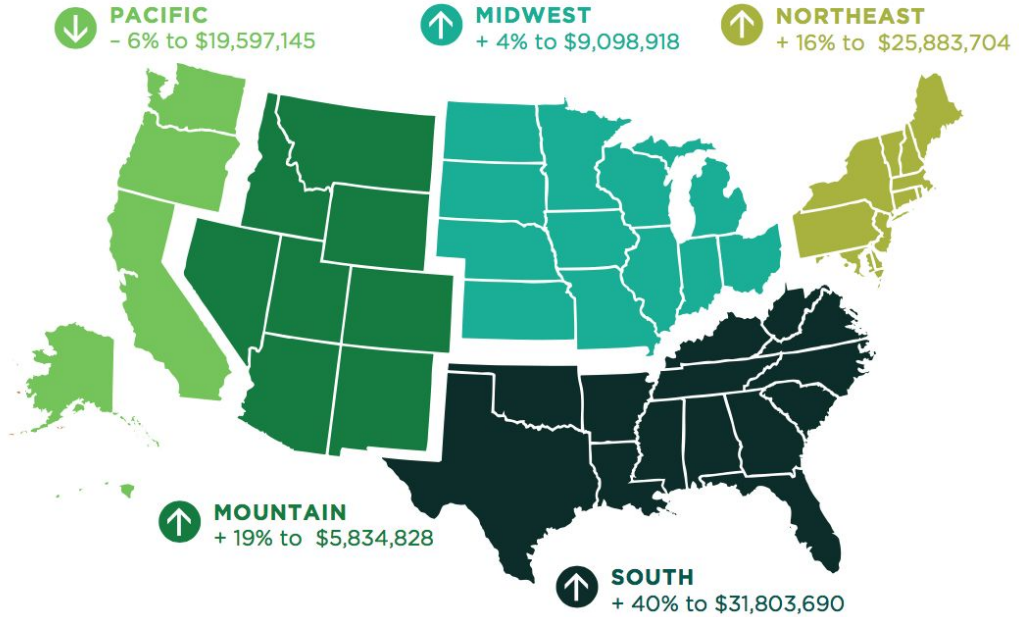 PACIFIC
– 6% to $19,597,145
MIDWEST
+ 4% to $9,098,918
NORTHEAST
+ 16% to $25,883,704
MOUNTAIN
+ 19% to $5,834,828
SOUTH
+ 40% to $31,803,690